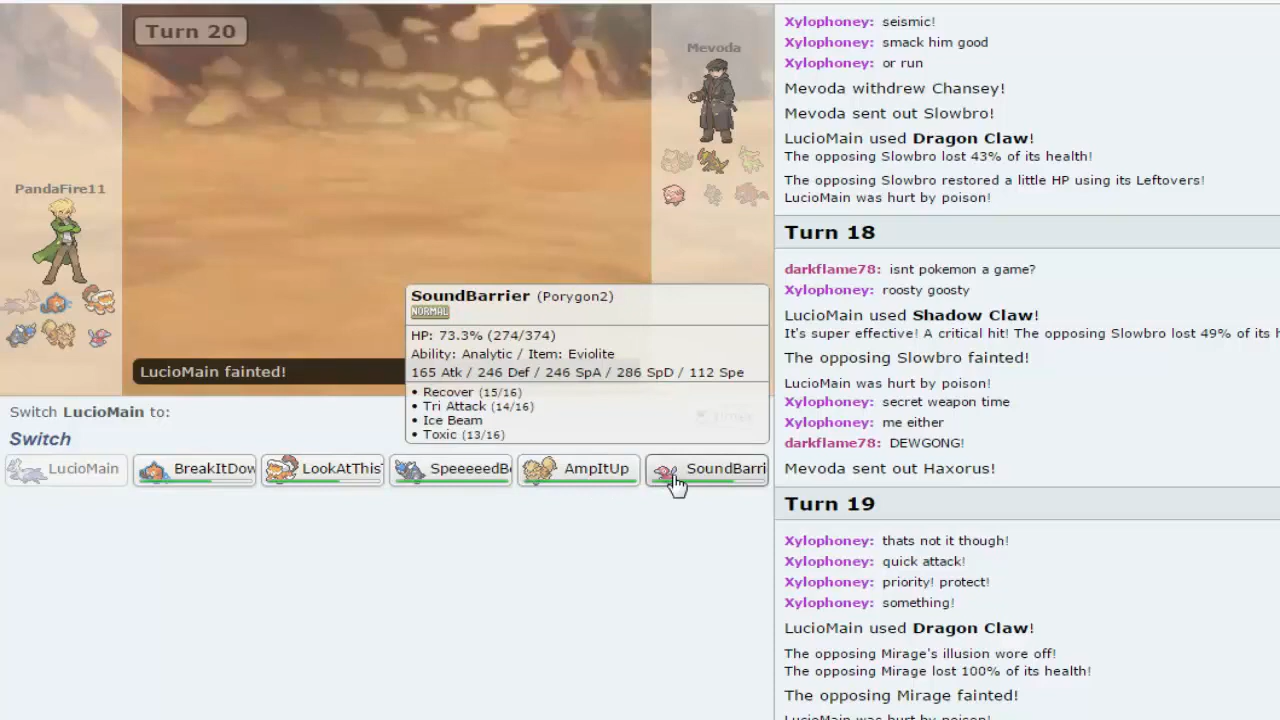 Turn 20
Mevoda
PandaFire11
LucioMain fainted!
SoundBarrier (Porygon2)
NORMAL
HP: 73.3% (274/374)
Ability: Analytic / Item: Eviolite
165 Atk / 246 Def / 246 SpA / 286 SpD / 112 Spe
• Recover (15/16)
• Tri Attack (14/16)
• Ice Beam
• Toxic (13/16)
Switch LucioMain to:
Switch
LucioMain
BreakItDow
LookAtThis
SpeeeeedB
AmpItUp
SoundBarri
Xylophoney: seismic!
Xylophoney: smack him good
Xylophoney: or run
Mevoda withdrew Chansey!
Mevoda sent out Slowbro!
LucioMain used Dragon Claw!
The opposing Slowbro lost 43% of its health!
The opposing Slowbro restored a little HP using its Leftovers!
LucioMain was hurt by poison!
Turn 18
darkflame78: isnt pokemon a game?
Xylophoney: roosty goosty
LucioMain used Shadow Claw!
It's super effective! A critical hit! The opposing Slowbro lost 49% of its h
The opposing Slowbro fainted!
LucioMain was hurt by poison!
Xylophoney: secret weapon time
Xylophoney: me either
darkflame78: DEWGONG!
Mevoda sent out Haxorus!
Turn 19
Xylophoney: thats not it though!
Xylophoney: quick attack!
Xylophoney: priority! protect!
Xylophoney: something!
LucioMain used Dragon Claw!
The opposing Mirage's illusion wore off!
The opposing Mirage lost 100% of its health!
The opposing Mirage fainted!
LucioMain was hurt by poison!